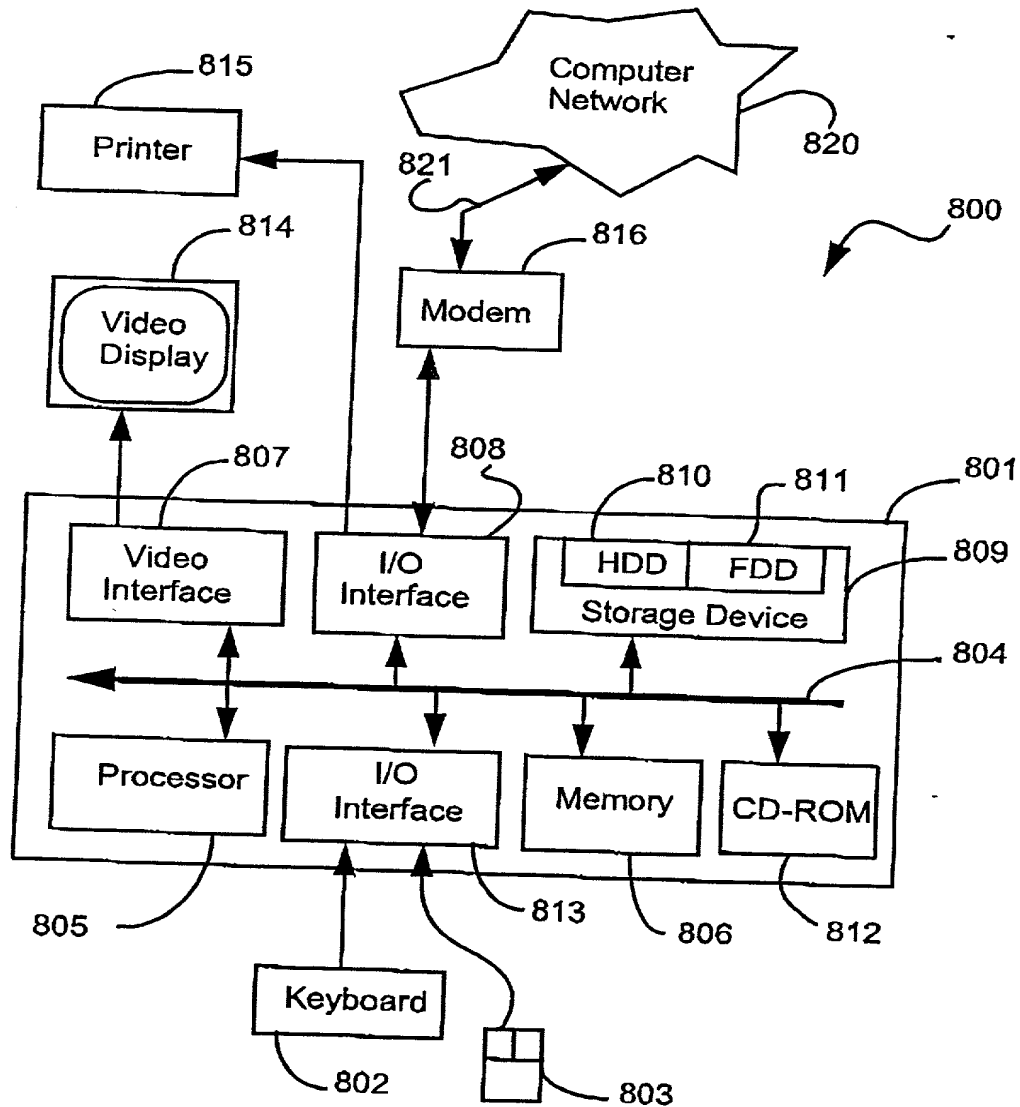 815
Printer
Computer
Network
820
821
800
814
816
Video
Display
Modem
807
808
810
811
801
Video
Interface
I/O
Interface
HDD
FDD
809
Storage Device
804
Processor
I/O
Interface
Memory
CD-ROM
805
813
806
812
Keyboard
802
803